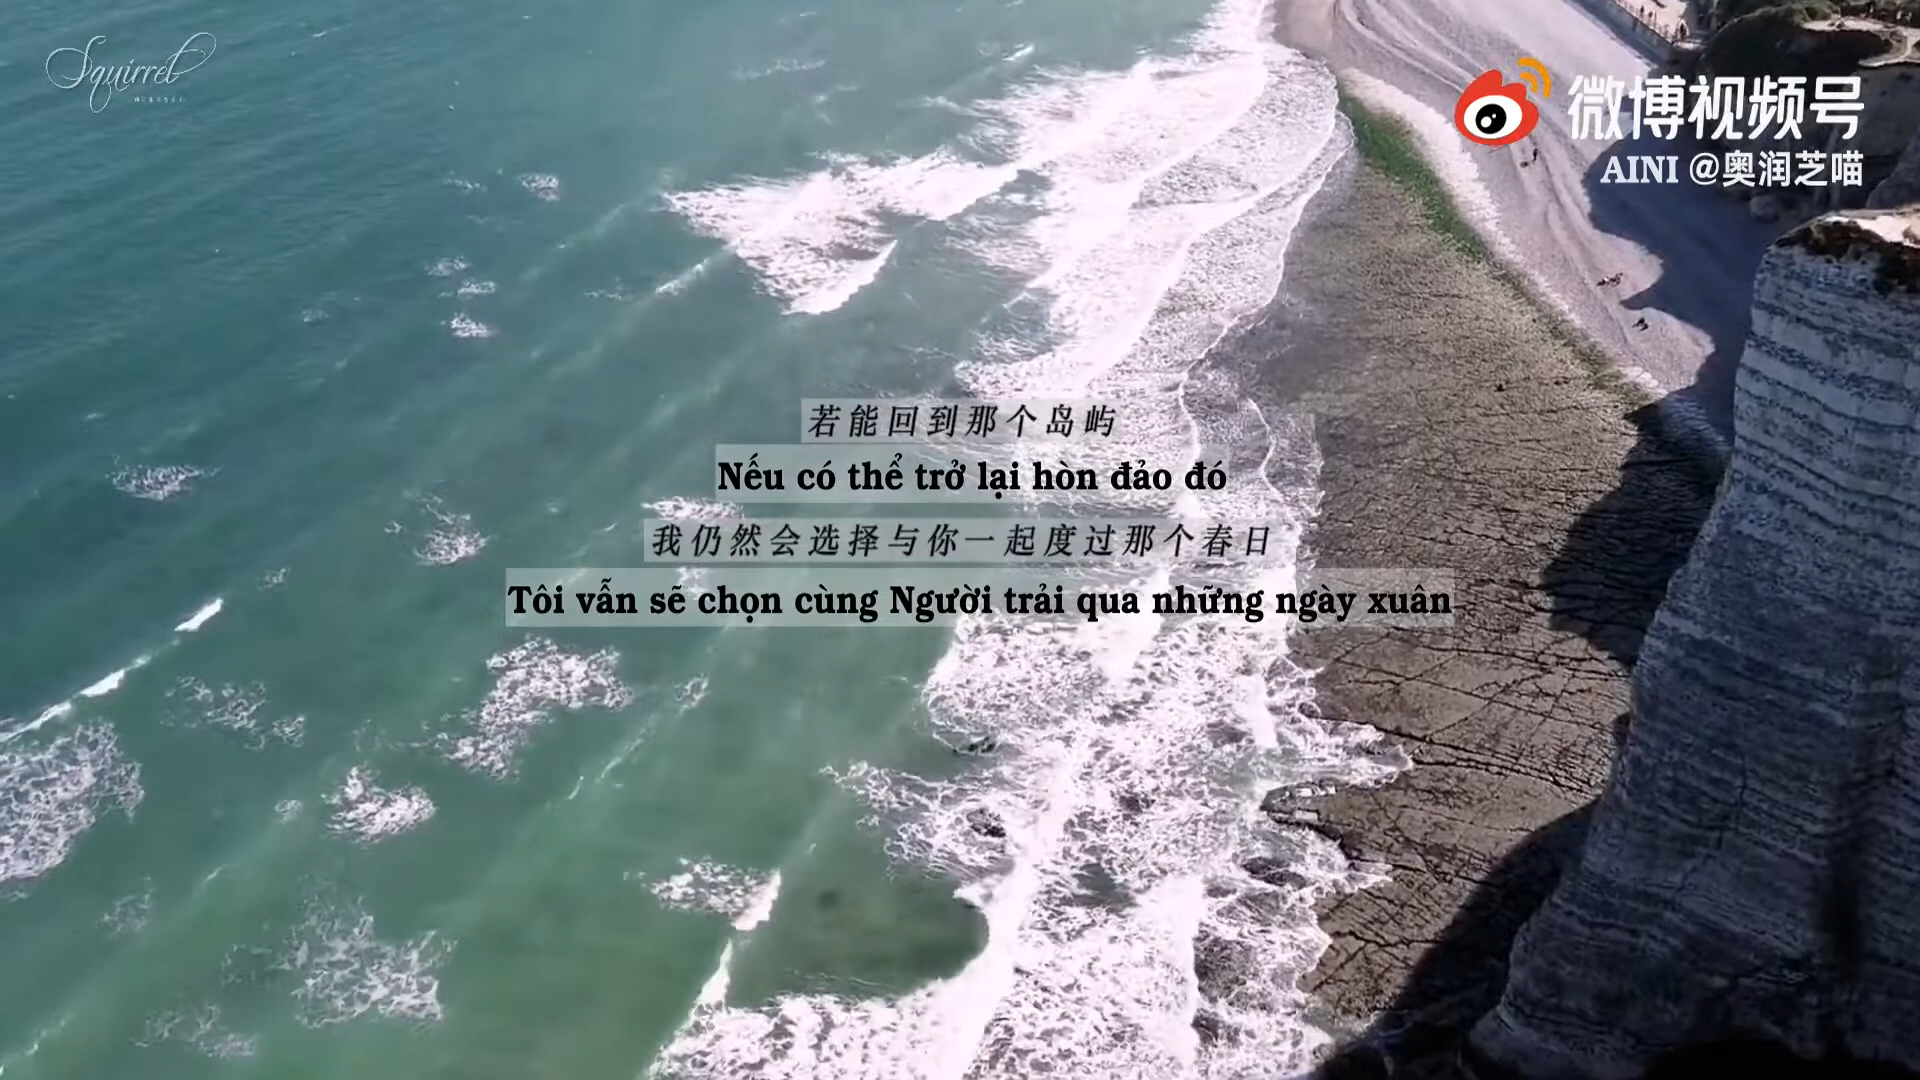 Squirrel
微博视频号
AINI @奥润芝喵
若能回到那个岛屿
Nếu có thể trở lại hòn đảo đó
我仍然会选择与你一起度过那个春日
Tôi vẫn sẽ chọn cùng Người trải qua những ngày xuân